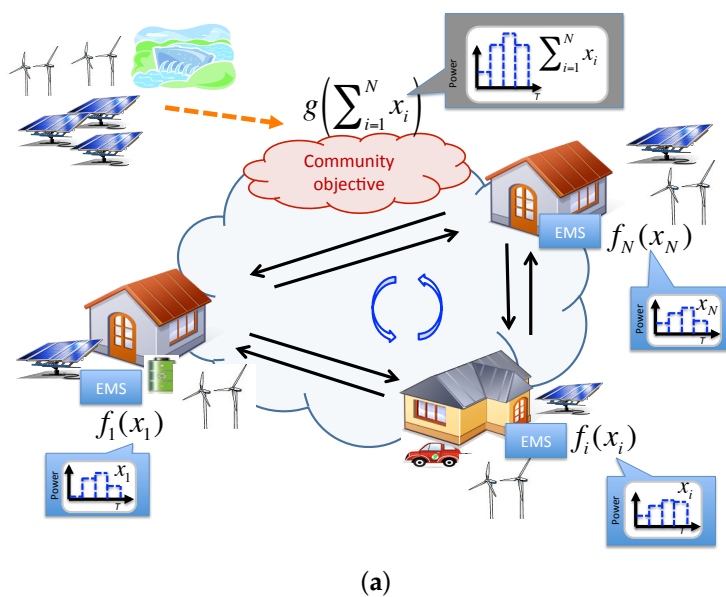 Power
T
∑_{i=1}^{N} x_i
g(∑_{i=1}^{N} x_i)
Community
objective
EMS
f_N(x_N)
Power
x_N
T
EMS
f_1(x_1)
Power
x_1
T
EMS
f_i(x_i)
Power
x_i
T
(a)